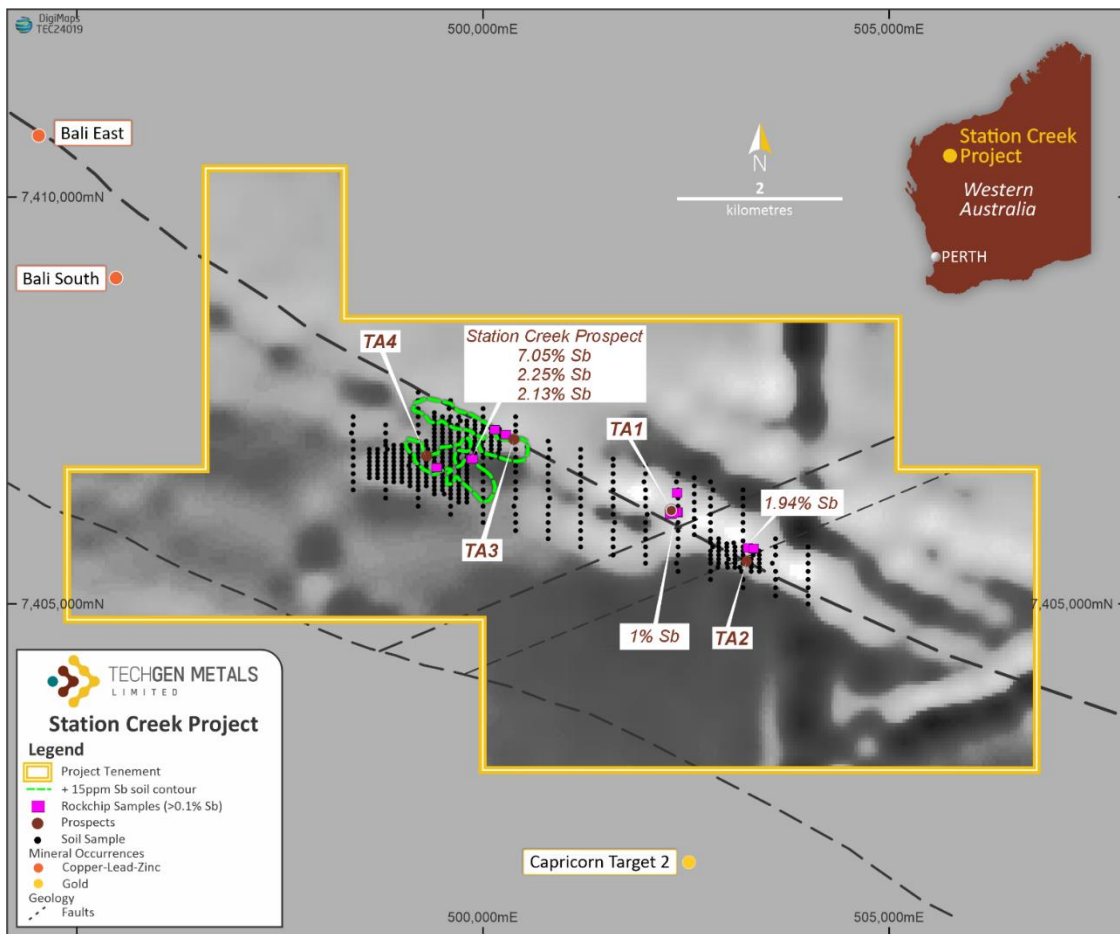 DigiMaps
TEC24019
500,000mE
505,000mE
Bali East
7,410,000mN
Bali South
N
2
kilometres
Station Creek
Project
Western
Australia
PERTH
TA4
Station Creek Prospect
7.05% Sb
2.25% Sb
2.13% Sb
TA1
1.94% Sb
TA3
1% Sb
TA2
7,405,000mN
7,405,000mN
TECHGEN METALS
LIMITED
Station Creek Project
Legend
Project Tenement
+ 15ppm Sb soil contour
Rockchip Samples (>0.1% Sb)
Prospects
Soil Sample
Mineral Occurrences
Copper-Lead-Zinc
Gold
Geology
Faults
Capricorn Target 2
500,000mE
505,000mE